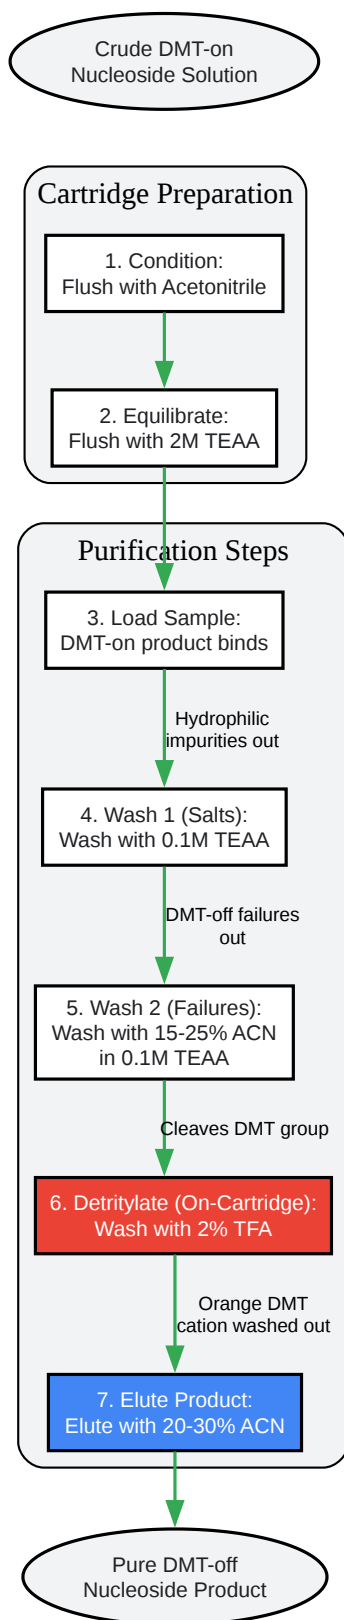 Crude DMT-on
Nucleoside Solution
Cartridge Preparation
1. Condition:
Flush with Acetonitrile
2. Equilibrate:
Flush with 2M TEAA
Purification Steps
3. Load Sample:
DMT-on product binds
Hydrophilic
impurities out
4. Wash 1 (Salts):
Wash with 0.1M TEAA
DMT-off failures
out
5. Wash 2 (Failures):
Wash with 15-25% ACN
in 0.1M TEAA
Cleaves DMT group
6. Detritylate (On-Cartridge):
Wash with 2% TFA
Orange DMT
cation washed out
7. Elute Product:
Elute with 20-30% ACN
Pure DMT-off
Nucleoside Product